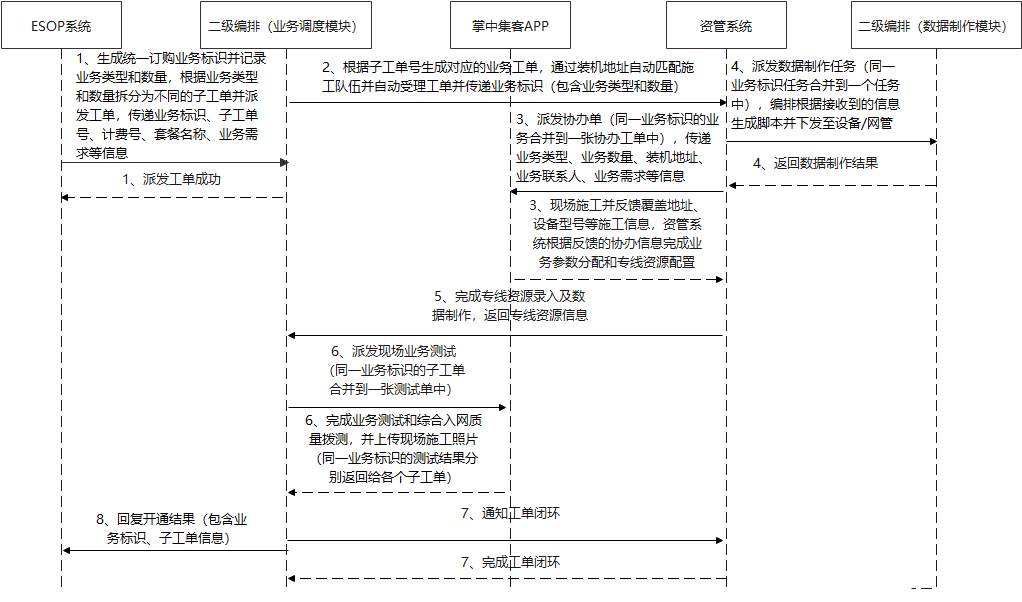 ESOP系统
二级编排（业务调度模块）
掌中集客APP
资管系统
二级编排（数据制作模块）
1、生成统一订购业务标识并记录
业务类型和数量，根据业务类型
和数量拆分为不同的子工单并派
发工单，传递业务标识、子工单
号、计费号、套餐名称、业务需
求等信息
1、派发工单成功
2、根据子工单号生成对应的业务工单，通过装机地址自动匹配施
工队伍并自动受理工单并传递业务标识（包含业务类型和数量）
3、派发协办单（同一业务标识的业
务合并到一张协办工单中），传递
业务类型、业务数量、装机地址、
业务联系人、业务需求等信息
3、现场施工并反馈覆盖地址、
设备型号等施工信息，资管系
统根据反馈的协办信息完成业
务参数分配和专线资源配置
4、派发数据制作任务（同一
业务标识任务合并到一个任务
中），编排根据接收到的信息
生成脚本并下发至设备/网管
4、返回数据制作结果
5、完成专线资源录入及数
据制作，返回专线资源信息
6、派发现场业务测试
（同一业务标识的子工单
合并到一张测试单中）
6、完成业务测试和综合入网质
量拨测，并上传现场施工照片
（同一业务标识的测试结果分
别返回给各个子工单）
7、通知工单闭环
8、回复开通结果（包含业
务标识、子工单信息）
7、完成工单闭环